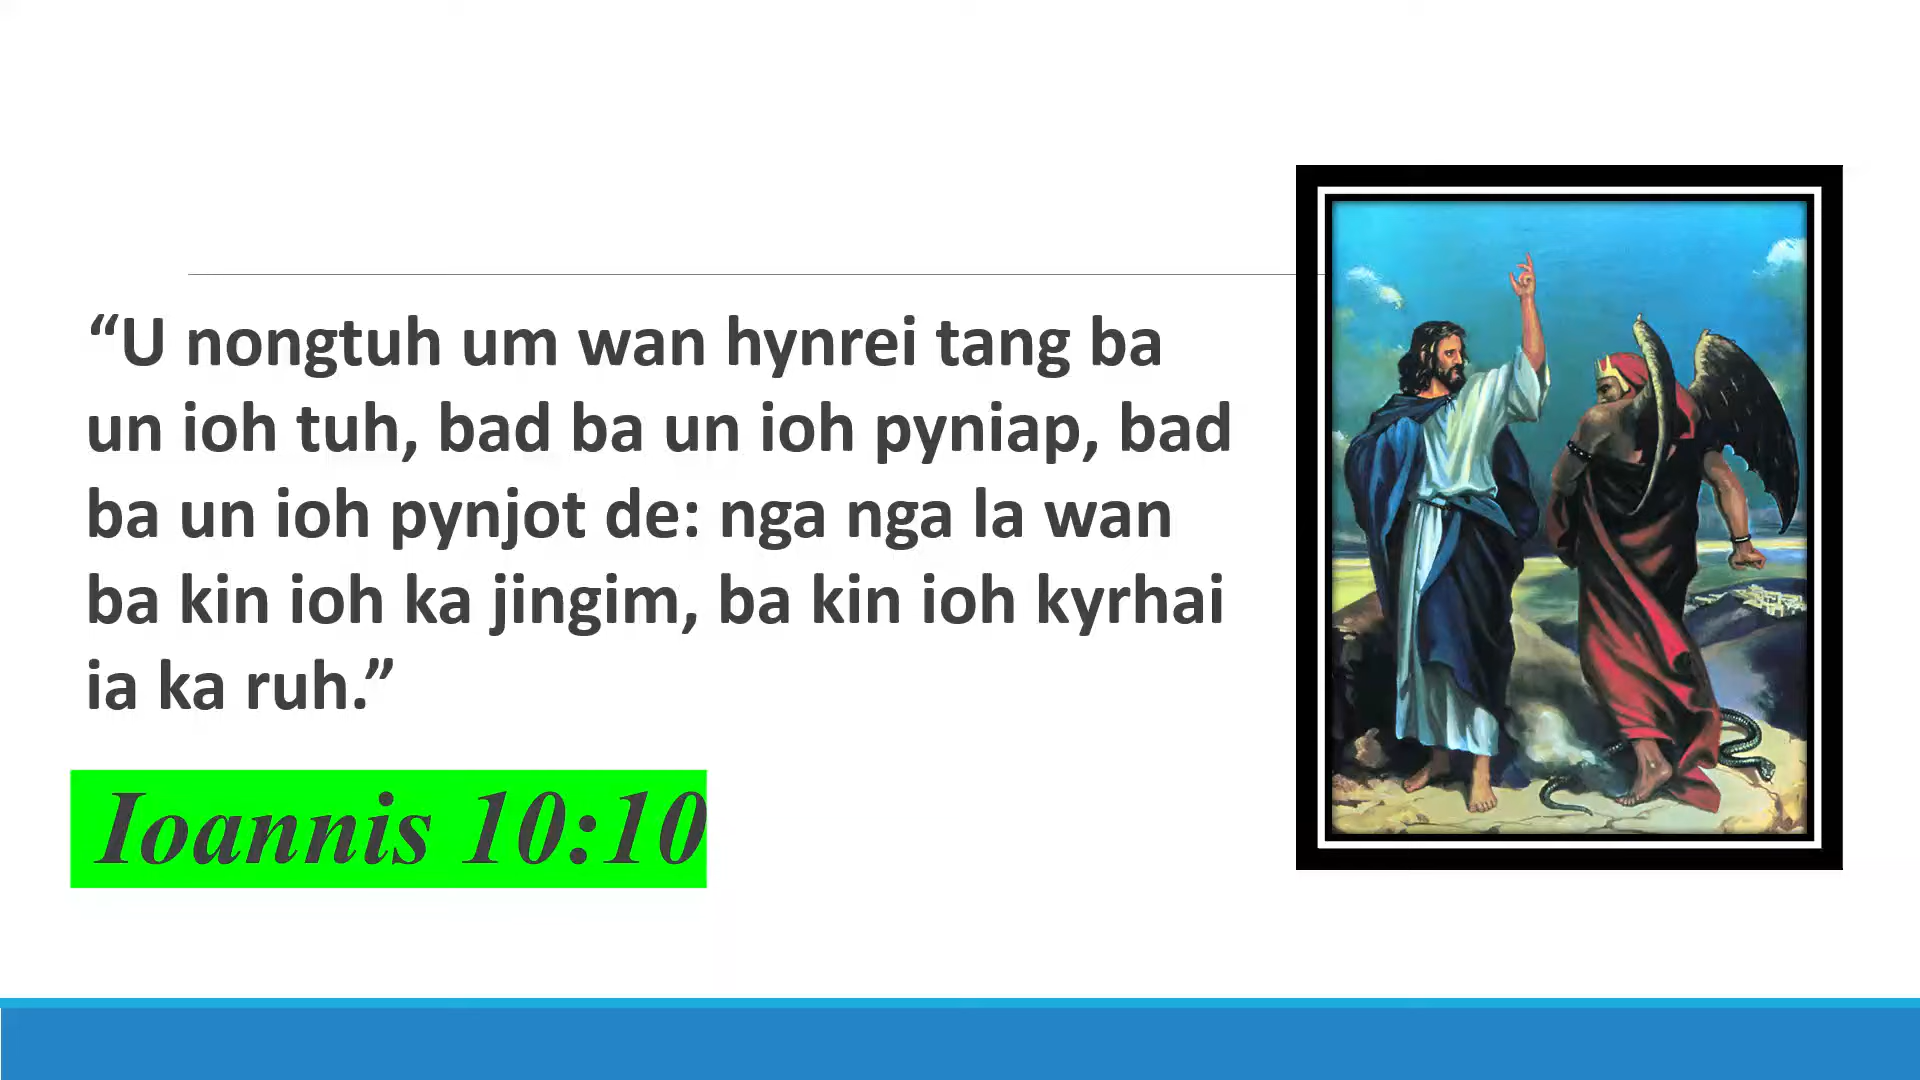 “U nongtuh um wan hynrei tang ba
un ioh tuh, bad ba un ioh pyniap, bad
ba un ioh pynjot de: nga nga la wan
ba kin ioh ka jingim, ba kin ioh kyrhai
ia ka ruh.”
Ioannis 10:10